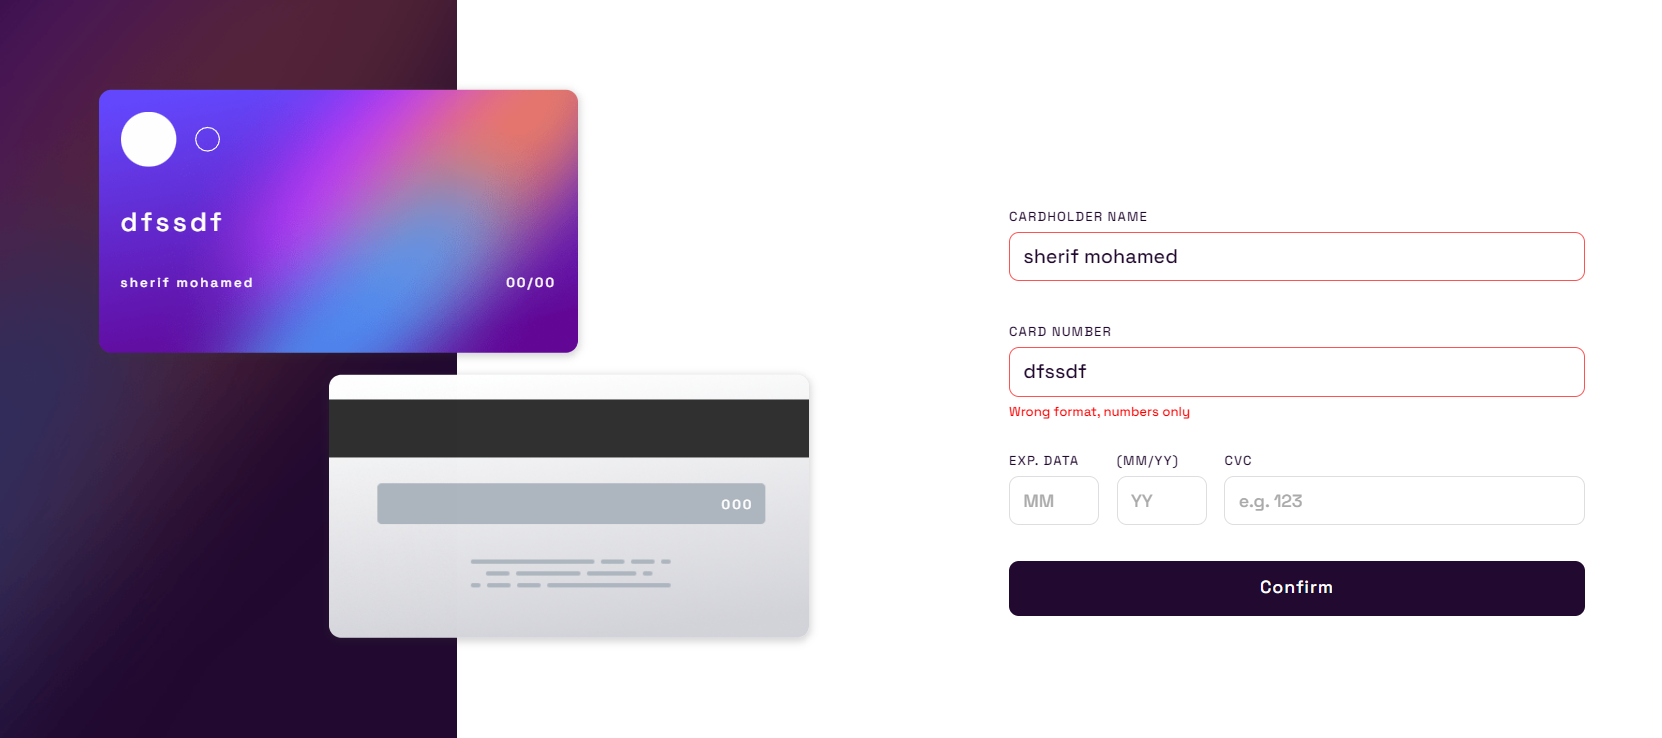 dfssdf
sherif mohamed 00/00
000
CARDHOLDER NAME
sherif mohamed
CARD NUMBER
dfssdf
Wrong format, numbers only
EXP. DATA (MM/YY) CVC
MM YY e.g. 123
Confirm